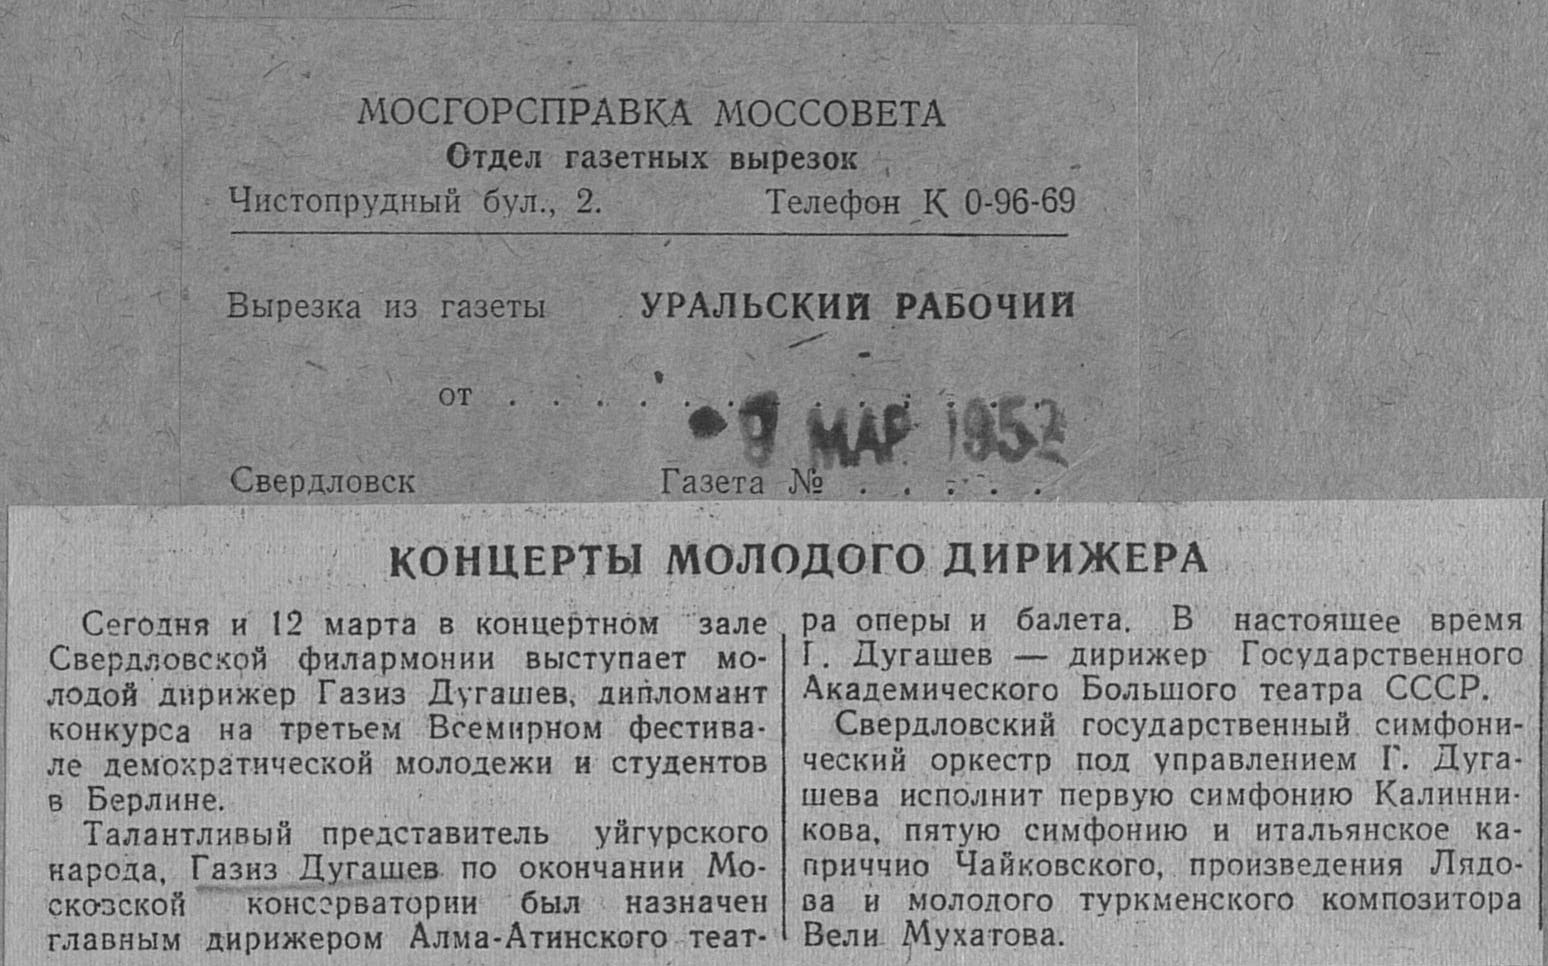 МОСГОРСПРАВКА МОССОВЕТА
Отдел газетных вырезок
Чистопрудный бул., 2. Телефон К 0-96-69
Вырезка из газеты УРАЛЬСКИЙ РАБОЧИЙ
от . . . . . . . . . . . . .
9 МАР 1952
Свердловск Газета № . . . . .
КОНЦЕРТЫ МОЛОДОГО ДИРИЖЕРА
Сегодня и 12 марта в концертном зале
Свердловской филармонии выступает мо-
лодой дирижер Газиз Дугашев, дипломант
конкурса на третьем Всемирном фестива-
ле демократической молодежи и студентов
в Берлине.
Талантливый представитель уйгурского
народа, Газиз Дугашев по окончании Мо-
сковской консерватории был назначен
главным дирижером Алма-Атинского теат-
ра оперы и балета. В настоящее время
Г. Дугашев — дирижер Государственного
Академического Большого театра СССР.
Свердловский государственный симфони-
ческий оркестр под управлением Г. Дуга-
шева исполнит первую симфонию Калинни-
кова, пятую симфонию и итальянское ка-
приччио Чайковского, произведения Лядо-
ва и молодого туркменского композитора
Вели Мухатова.